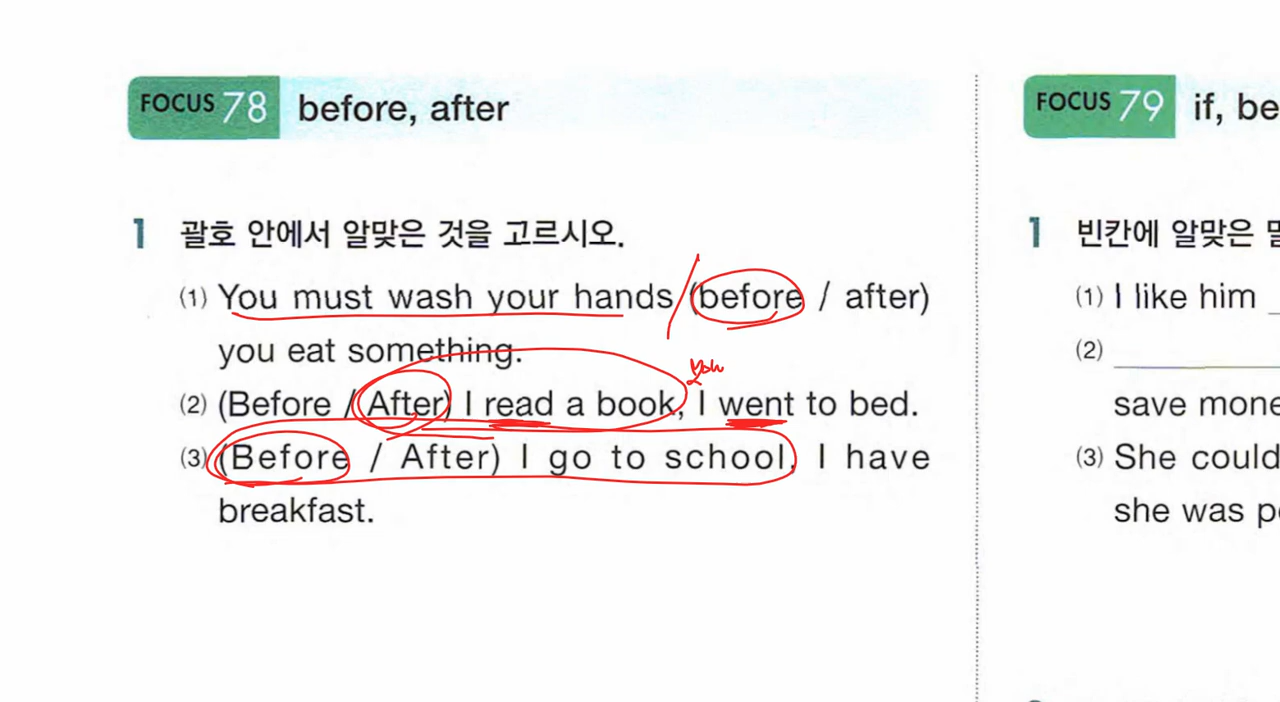 FOCUS 78 before, after
1 괄호 안에서 알맞은 것을 고르시오.
(1) You must wash your hands (before / after)
you eat something.
(2) (Before / After) I read a book, I went to bed.
(3) (Before / After) I go to school, I have
breakfast.
FOCUS 79 if, be
1 빈칸에 알맞은
(1) I like him
(2)
save mone
(3) She could
she was p